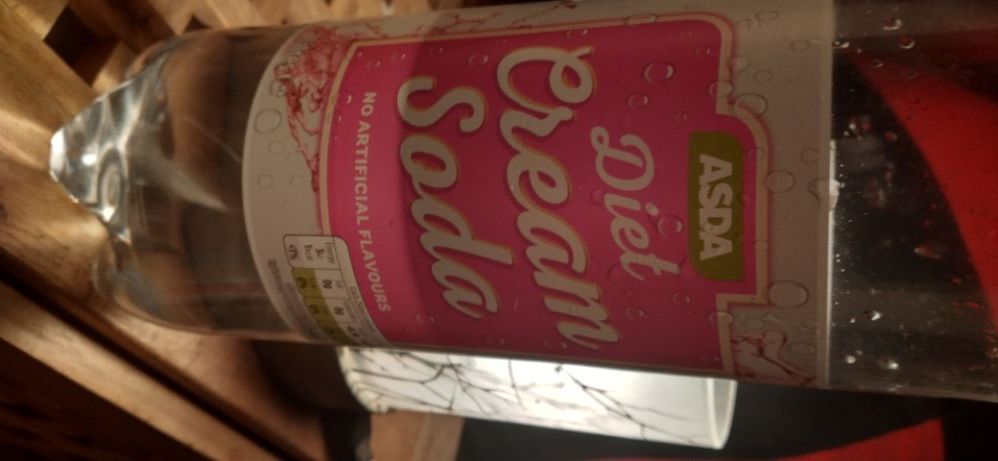 ASDA
Diet
Cream
Soda
NO ARTIFICIAL FLAVOURS